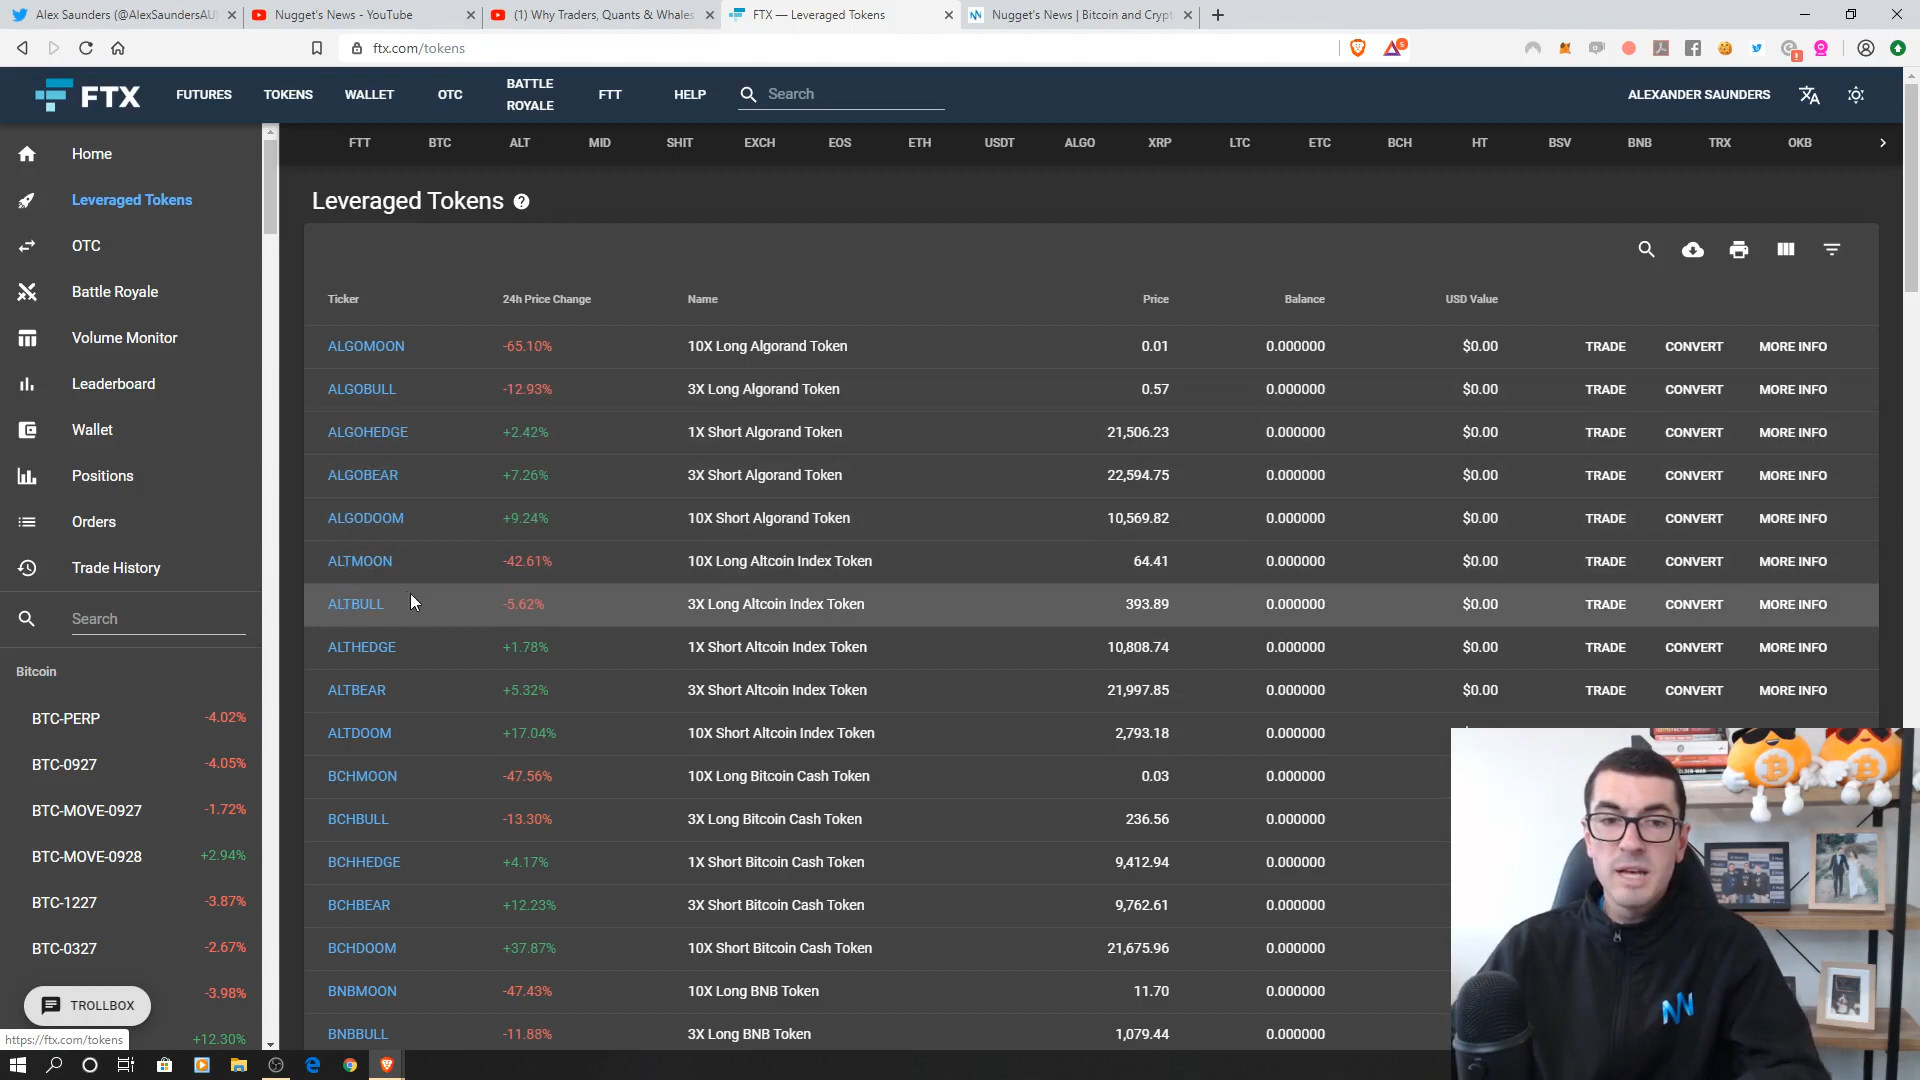 Alex Saunders (@AlexSaundersAU
Nugget's News - YouTube
(1) Why Traders, Quants & Whales
FTX — Leveraged Tokens
Nugget's News | Bitcoin and Crypt
ftx.com/tokens
FTX
FUTURES
TOKENS
WALLET
OTC
BATTLE
ROYALE
FTT
HELP
Search
ALEXANDER SAUNDERS
FTT BTC ALT MID SHIT EXCH EOS ETH USDT ALGO XRP LTC ETC BCH HT BSV BNB TRX OKB
Home
Leveraged Tokens
OTC
Battle Royale
Volume Monitor
Leaderboard
Wallet
Positions
Orders
Trade History
Search
Bitcoin
BTC-PERP -4.02%
BTC-0927 -4.05%
BTC-MOVE-0927 -1.72%
BTC-MOVE-0928 +2.94%
BTC-1227 -3.87%
BTC-0327 -2.67%
-3.98%
TROLLBOX
+12.30%
https://ftx.com/tokens
Leveraged Tokens
Ticker 24h Price Change Name Price Balance USD Value
ALGOMOON -65.10% 10X Long Algorand Token 0.01 0.000000 $0.00 TRADE CONVERT MORE INFO
ALGOBULL -12.93% 3X Long Algorand Token 0.57 0.000000 $0.00 TRADE CONVERT MORE INFO
ALGOHEDGE +2.42% 1X Short Algorand Token 21,506.23 0.000000 $0.00 TRADE CONVERT MORE INFO
ALGOBEAR +7.26% 3X Short Algorand Token 22,594.75 0.000000 $0.00 TRADE CONVERT MORE INFO
ALGODOOM +9.24% 10X Short Algorand Token 10,569.82 0.000000 $0.00 TRADE CONVERT MORE INFO
ALTMOON -42.61% 10X Long Altcoin Index Token 64.41 0.000000 $0.00 TRADE CONVERT MORE INFO
ALTBULL -5.62% 3X Long Altcoin Index Token 393.89 0.000000 $0.00 TRADE CONVERT MORE INFO
ALTHEDGE +1.78% 1X Short Altcoin Index Token 10,808.74 0.000000 $0.00 TRADE CONVERT MORE INFO
ALTBEAR +5.32% 3X Short Altcoin Index Token 21,997.85 0.000000 $0.00 TRADE CONVERT MORE INFO
ALTDOOM +17.04% 10X Short Altcoin Index Token 2,793.18 0.000000
BCHMOON -47.56% 10X Long Bitcoin Cash Token 0.03 0.000000
BCHBULL -13.30% 3X Long Bitcoin Cash Token 236.56 0.000000
BCHHEDGE +4.17% 1X Short Bitcoin Cash Token 9,412.94 0.000000
BCHBEAR +12.23% 3X Short Bitcoin Cash Token 9,762.61 0.000000
BCHDOOM +37.87% 10X Short Bitcoin Cash Token 21,675.96 0.000000
BNBMOON -47.43% 10X Long BNB Token 11.70 0.000000
BNBBULL -11.88% 3X Long BNB Token 1,079.44 0.000000